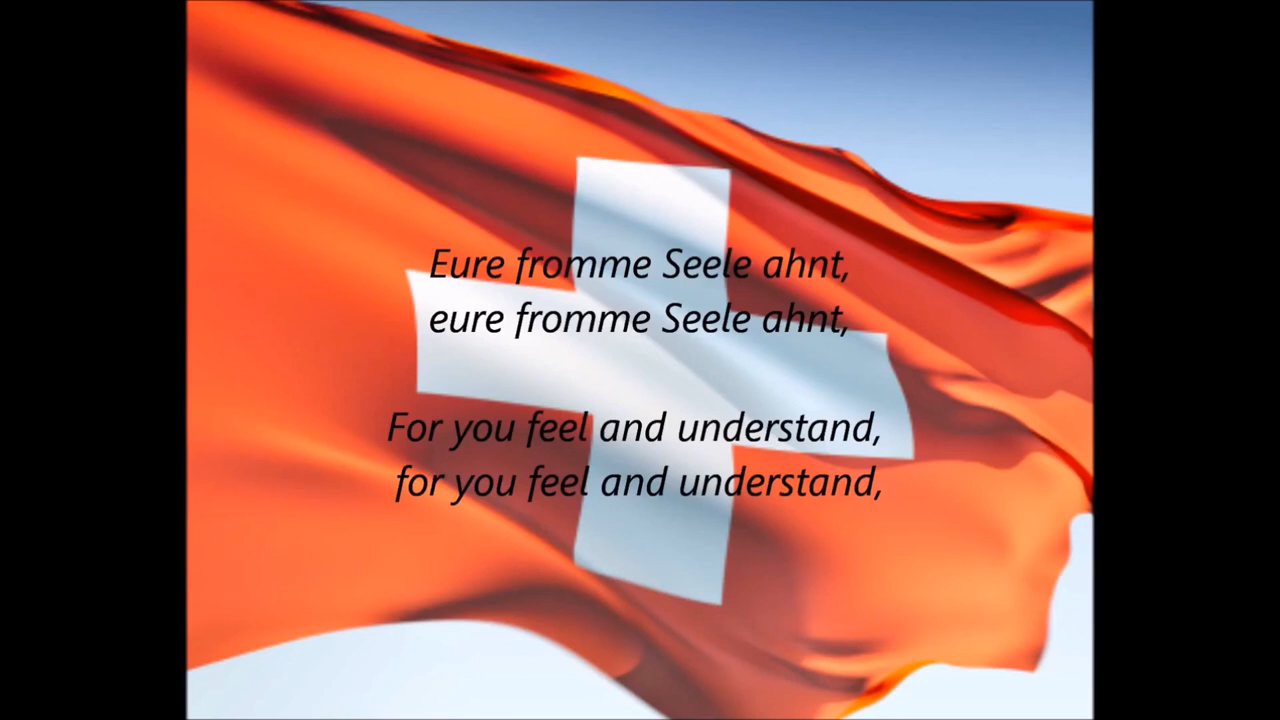 Eure fromme Seele ahnt,
eure fromme Seele ahnt,
For you feel and understand,
for you feel and understand,